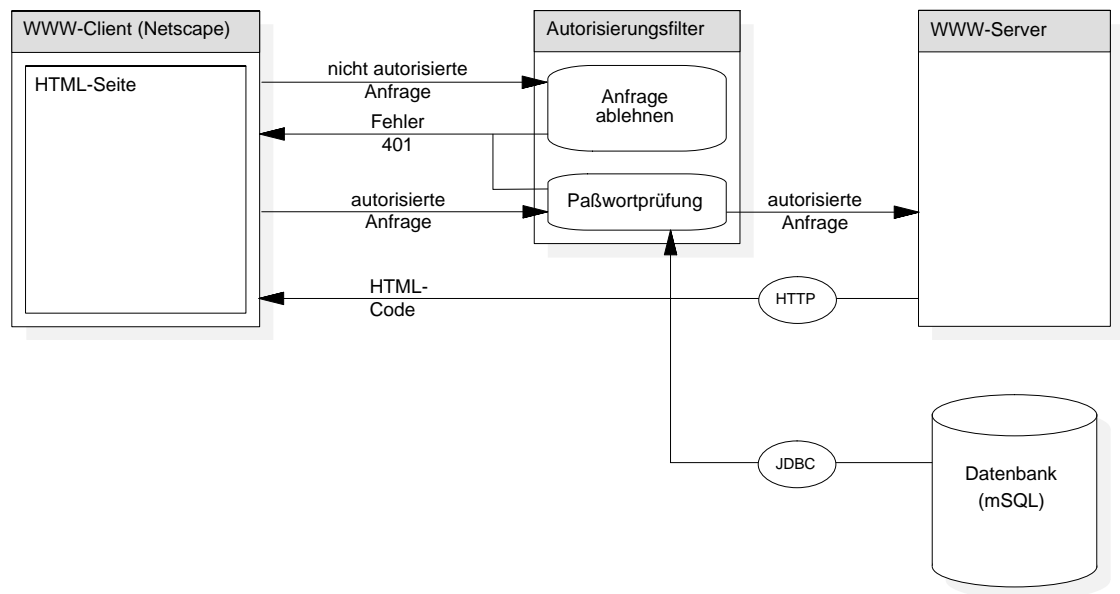 WWW-Client (Netscape)
Autorisierungsfilter
WWW-Server
HTML-Seite
nicht autorisierte
Anfrage
Anfrage
ablehnen
Fehler
401
autorisierte
Anfrage
Paßwortprüfung
autorisierte
Anfrage
HTML-
Code
HTTP
JDBC
Datenbank
(mSQL)